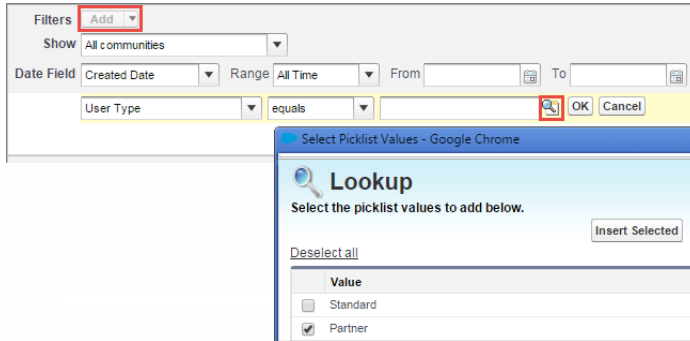 Filters Add
Show All communities
Date Field Created Date Range All Time From To
User Type equals OK Cancel
Select Picklist Values - Google Chrome
Lookup
Select the picklist values to add below.
Insert Selected
Deselect all
Value
Standard
Partner